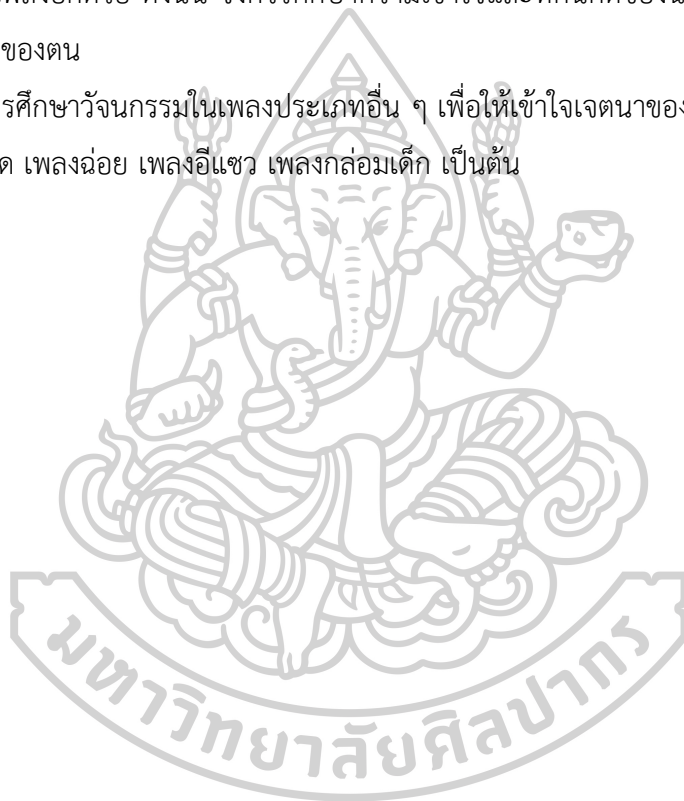 ของตน
รศึกษาวัจนกรรมในเพลงประเภทอื่น ๆ เพื่อให้เข้าใจเจตนาของ
ด เพลงฉ่อย เพลงอีแซว เพลงกล่อมเด็ก เป็นต้น
มหาวิทยาลัยศิลปากร